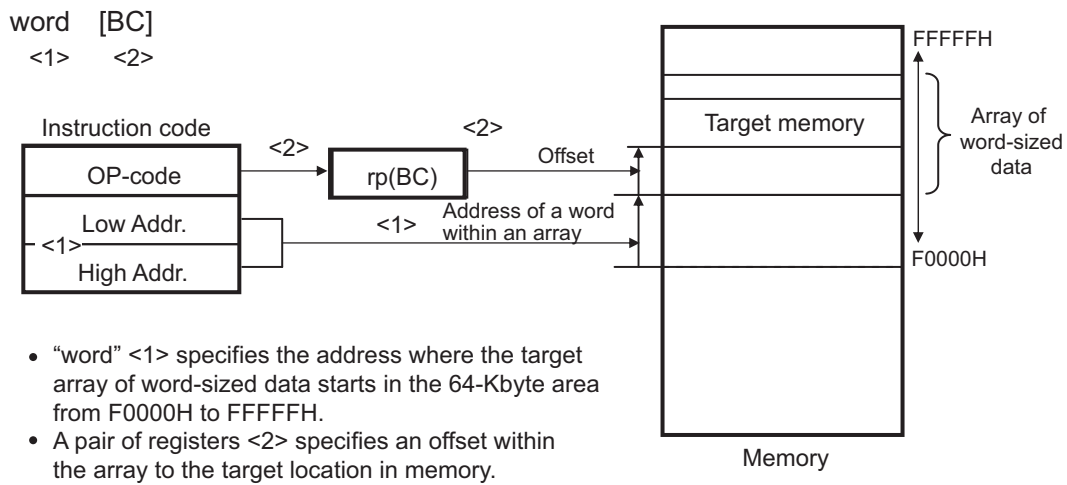 word [BC]
<1> <2>
Instruction code
OP-code
Low Addr.
<1>
High Addr.
<2>
rp(BC)
<2>
Offset
<1>
Address of a word
within an array
Target memory
FFFFFH
Array of
word-sized
data
F0000H
Memory
• “word” <1> specifies the address where the target
array of word-sized data starts in the 64-Kbyte area
from F0000H to FFFFFH.
• A pair of registers <2> specifies an offset within
the array to the target location in memory.